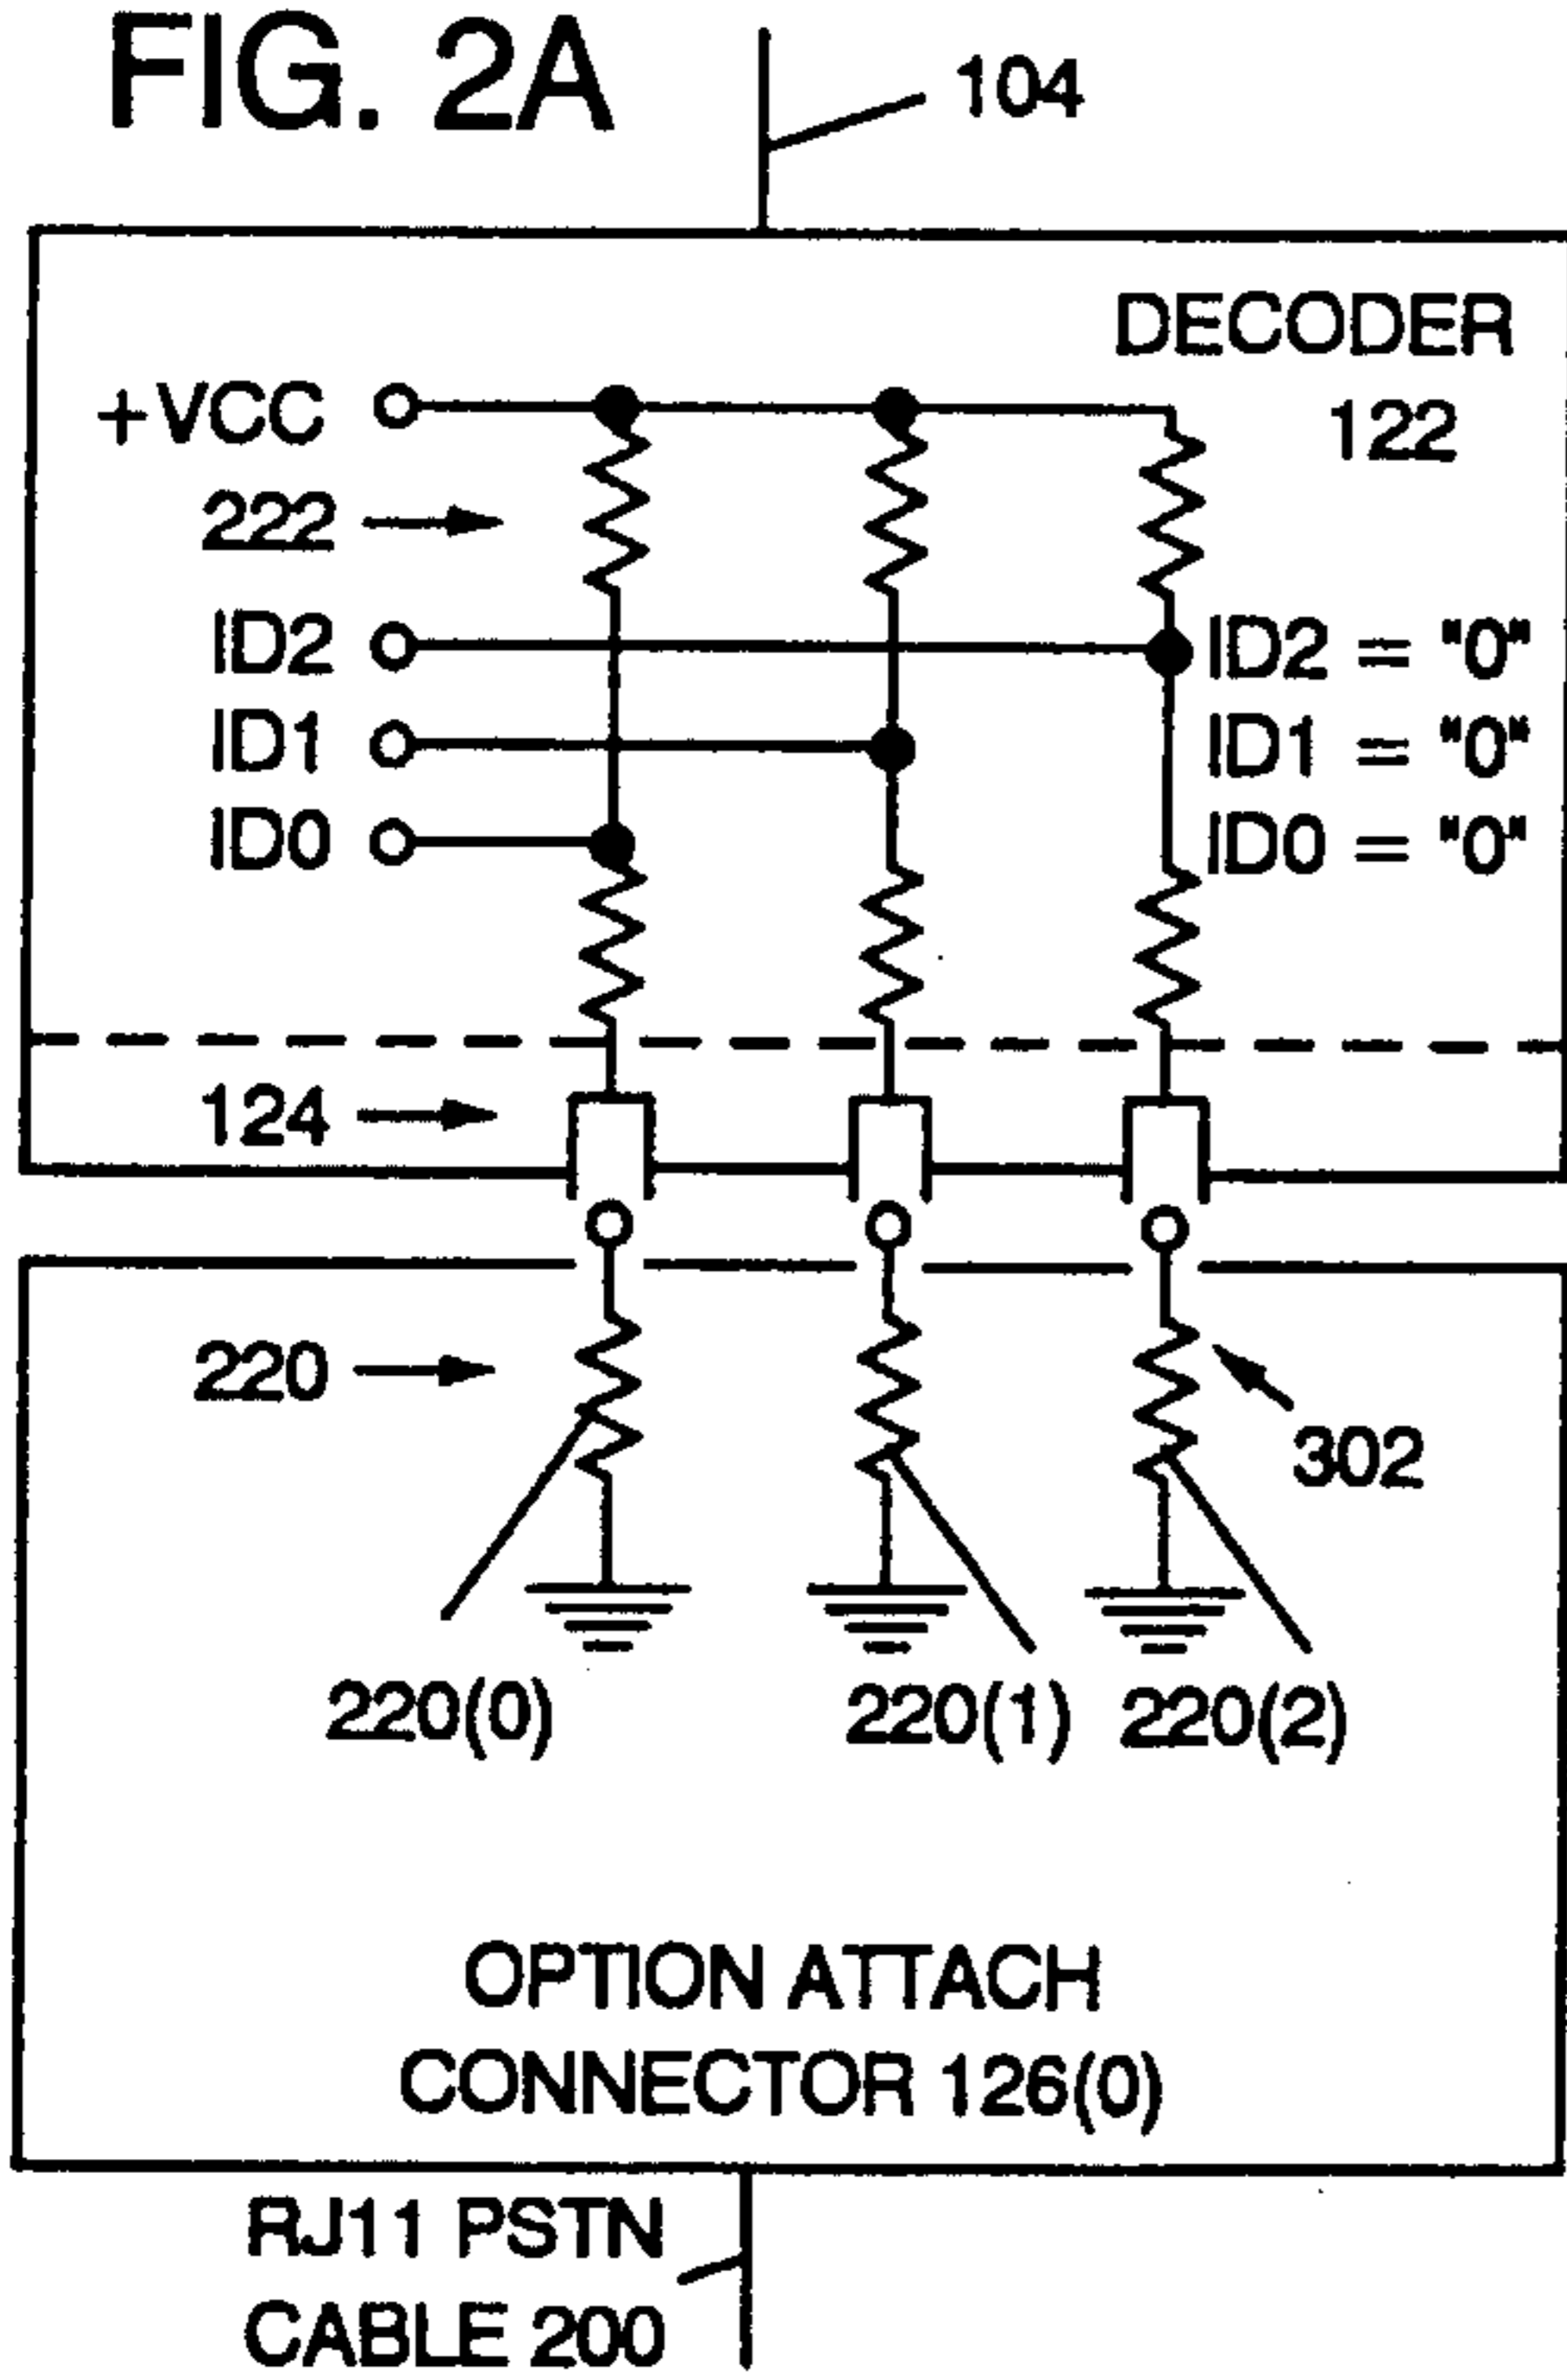 FIG. 2A
104
DECODER
122
+VCC
222
ID2
ID2 = "0"
ID1
ID1 = "0"
ID0
ID0 = "0"
124
220
302
220(0)
220(1)
220(2)
OPTION ATTACH
CONNECTOR 126(0)
RJ11 PSTN
CABLE 200